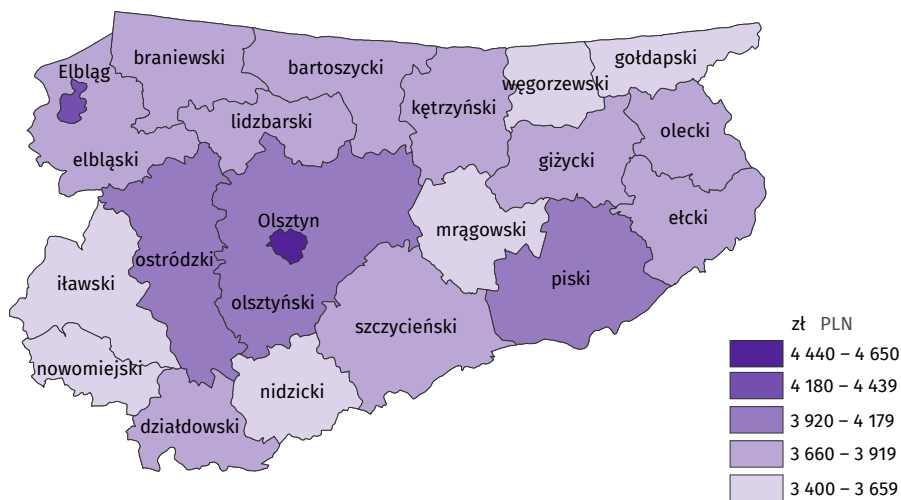 braniewski
gołdapski
Elbląg
bartoszycki
węgorzewski
kętrzyński
lidzbarski
olecki
elbląski
giżycki
Olsztyn
mrągowski
ełcki
ostródzki
iławski
piski
olsztyński
szczycieński
nowomiejski
nidzicki
działdowski
zł PLN
4 440 – 4 650
4 180 – 4 439
3 920 – 4 179
3 660 – 3 919
3 400 – 3 659